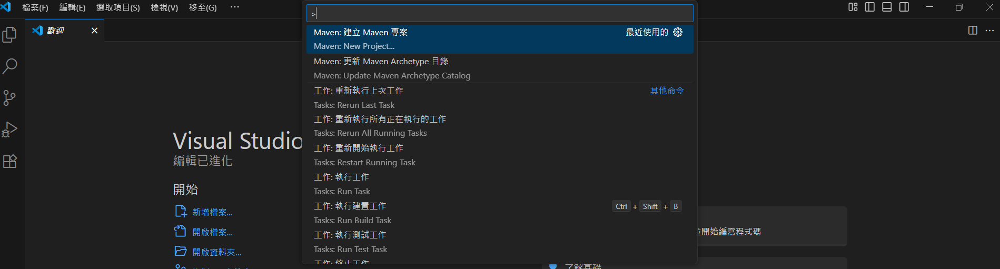 檔案(F) 編輯(E) 選取項目(S) 檢視(V) 移至(G) ···
>
歡迎
Maven: 建立 Maven 專案 最近使用的
Maven: New Project...
Maven: 更新 Maven Archetype 目錄
Maven: Update Maven Archetype Catalog
工作: 重新執行上次工作 其他命令
Tasks: Rerun Last Task
工作: 重新執行所有正在執行的工作
Tasks: Rerun All Running Tasks
工作: 重新開始執行工作
Tasks: Restart Running Task
工作: 執行工作
Tasks: Run Task
工作: 執行建置工作 Ctrl + Shift + B
Tasks: Run Build Task
工作: 執行測試工作
Tasks: Run Test Task
工作: 終止工作
Visual Studio
編輯已進化
開始
新增檔案...
開啟檔案...
開啟資料夾...
並開始編寫程式碼
了解基礎